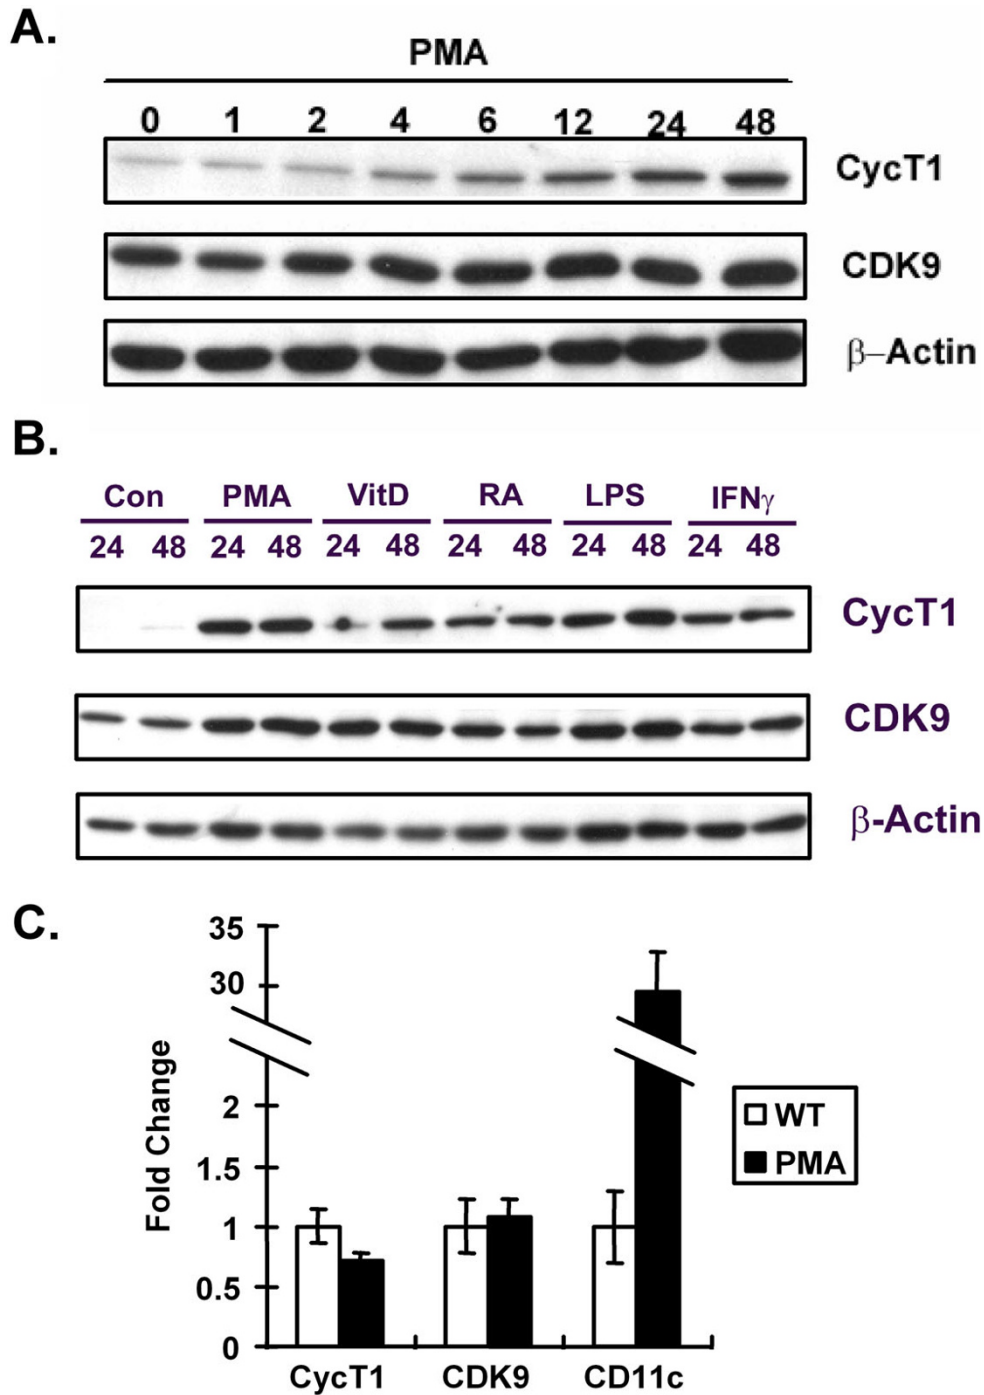 A.
PMA
0 1 2 4 6 12 24 48
CycT1
CDK9
β–Actin
B.
Con PMA VitD RA LPS IFNγ
24 48 24 48 24 48 24 48 24 48 24 48
CycT1
CDK9
β-Actin
C.
35
30
2
1.5
1
0.5
0
Fold Change
WT
PMA
CycT1 CDK9 CD11c